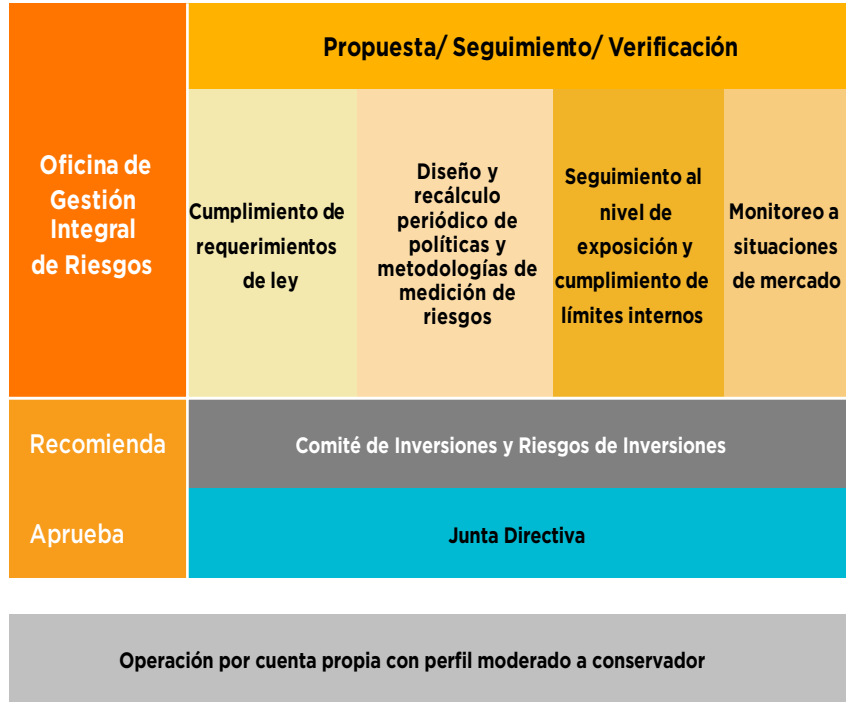 Propuesta/ Seguimiento/ Verificación
Oficina de
Gestión
Integral
de Riesgos
Cumplimiento de
requerimientos
de ley
Diseño y
recálculo
periódico de
políticas y
metodologías de
medición de
riesgos
Seguimiento al
nivel de
exposición y
cumplimiento de
límites internos
Monitoreo a
situaciones
de mercado
Recomienda
Comité de Inversiones y Riesgos de Inversiones
Aprueba
Junta Directiva
Operación por cuenta propia con perfil moderado a conservador